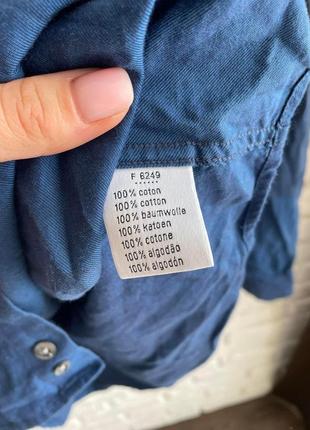 F 6249
******
100% coton
100% cotton
100% baumwolle
100% katoen
100% cotone
100% algodão
100% algodón